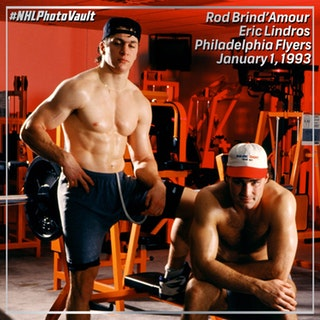 #NHLPhotoVault
Rod Brind'Amour
Eric Lindros
Philadelphia Flyers
January 1, 1993